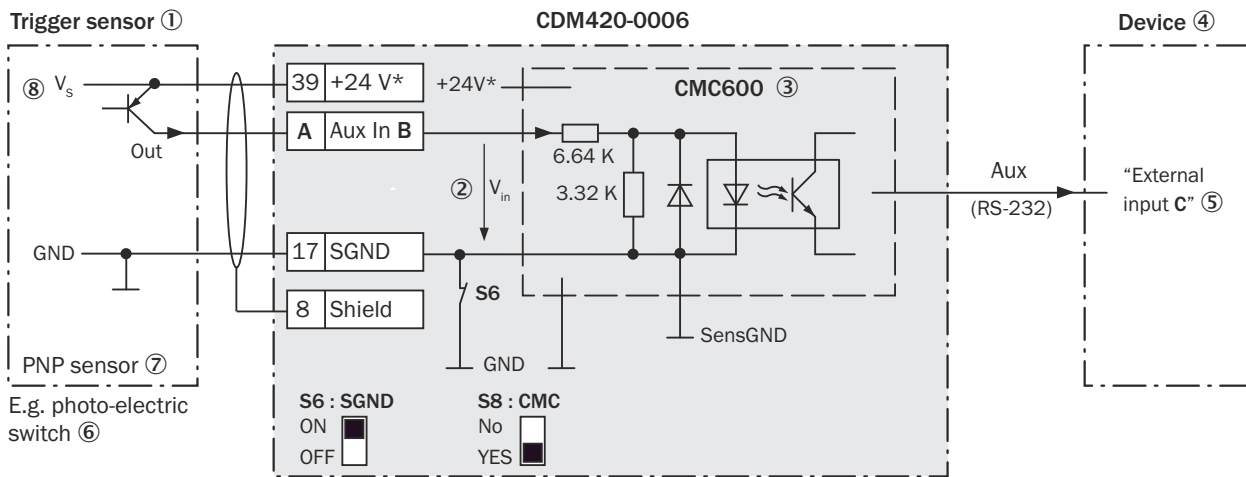 Trigger sensor ①
CDM420-0006
Device ④
⑧ Vs
39 +24 V*
+24V*
CMC600 ③
A Aux In B
Out
6.64 K
② Vin
3.32 K
Aux
(RS-232)
“External
input C” ⑤
GND
17 SGND
S6
8 Shield
SensGND
GND
PNP sensor ⑦
E.g. photo-electric
switch ⑥
S6 : SGND
ON
OFF
S8 : CMC
No
YES